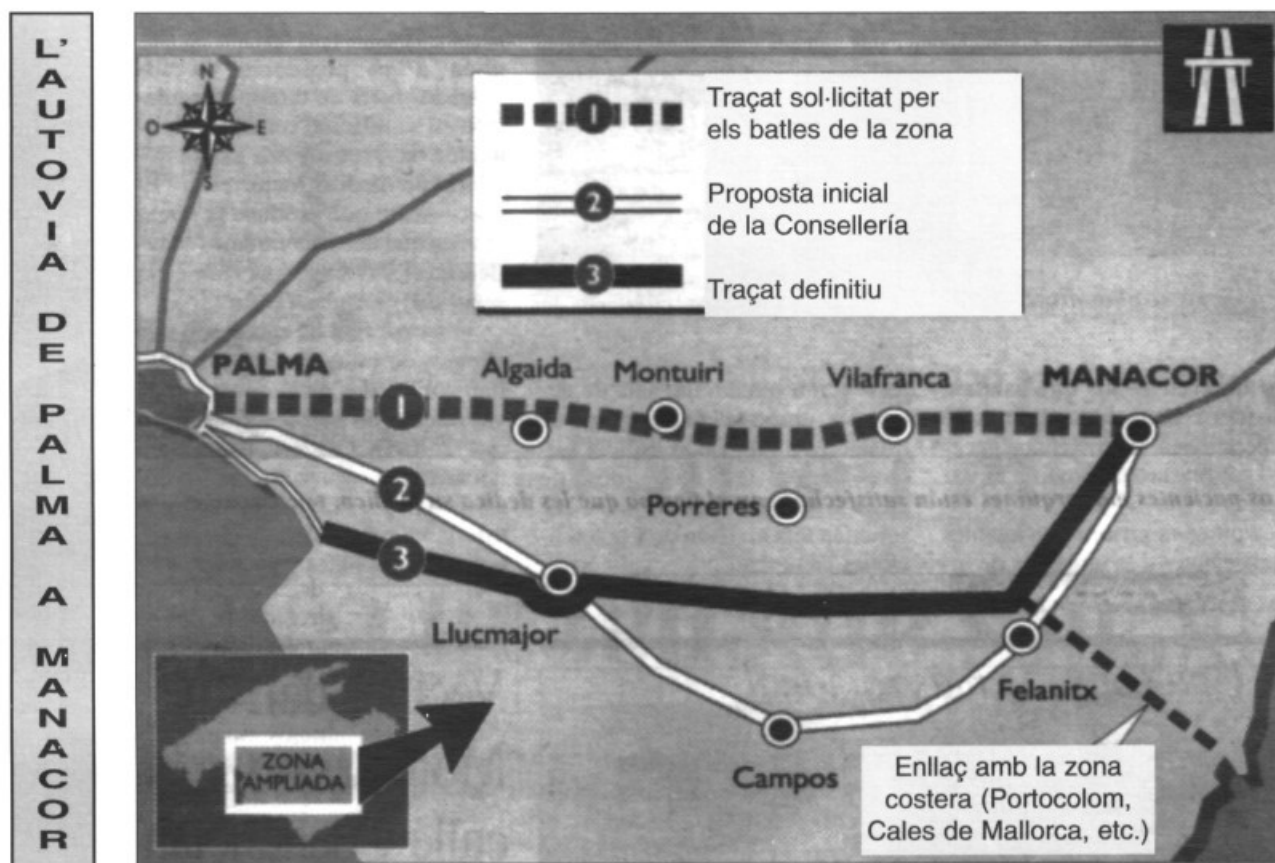 L'AUTOVIA DE PALMA A MANACOR
N
O E
S
1
Traçat sol·licitat per
els batles de la zona
2
Proposta inicial
de la Consellería
3
Traçat definitiu
PALMA
Algaida
Montuiri
Vilafranca
MANACOR
1
2
Porreres
3
Llucmajor
Felanitx
Campos
ZONA
AMPLIADA
Enllaç amb la zona
costera (Portocolom,
Cales de Mallorca, etc.)